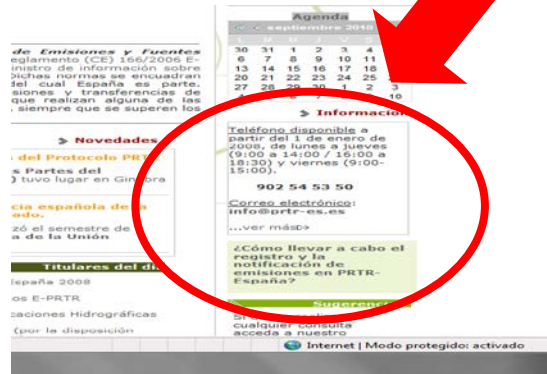 Agenda
septiembre 2010
30 31 1 2 3 4
6 7 8 9 10 11
13 14 15 16 17 18
20 21 22 23 24 25
27 28 29 30 1 2 3
10
Información
Teléfono disponible a
partir del 1 de enero de
2008, de lunes a jueves
(9:00 a 14:00 / 16:00 a
18:30) y viernes (9:00-
15:00).
902 54 53 50
Correo electrónico:
info@prtr-es.es
...ver más
¿Cómo llevar a cabo el
registro y la
notificación de
emisiones en PRTR-
España?
Sugerencias
cualquier consulta
acceda a nuestro
de Emisiones y Fuentes
eglamento (CE) 166/2006 E-
inistro de información sobre
Dichas normas se encuadran
del cual España es parte.
siones y transferencias de
que realizan alguna de las
siempre que se superen los
Novedades
del Protocolo PRTR
s Partes del
) tuvo lugar en Ginebra
cia española de la
ado.
zó el semestre de
a de la Unión
Titulares del día
España 2008
os E-PRTR
caciones Hidrográficas
(por la disposición
Internet | Modo protegido: activado